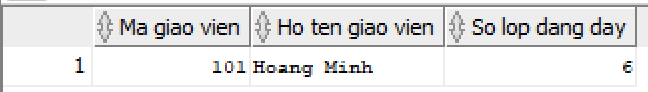 Ma giao vien Ho ten giao vien So lop dang day
1 101 Hoang Minh 6